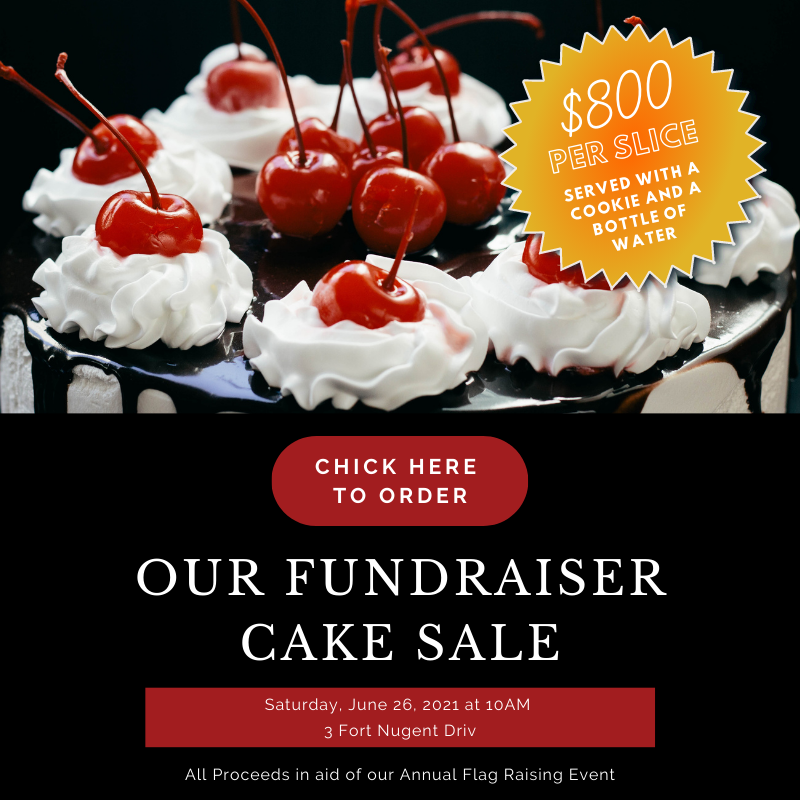 $800
PER SLICE
SERVED WITH A
COOKIE AND A
BOTTLE OF
WATER
CHICK HERE
TO ORDER
OUR FUNDRAISER
CAKE SALE
Saturday, June 26, 2021 at 10AM
3 Fort Nugent Driv
All Proceeds in aid of our Annual Flag Raising Event